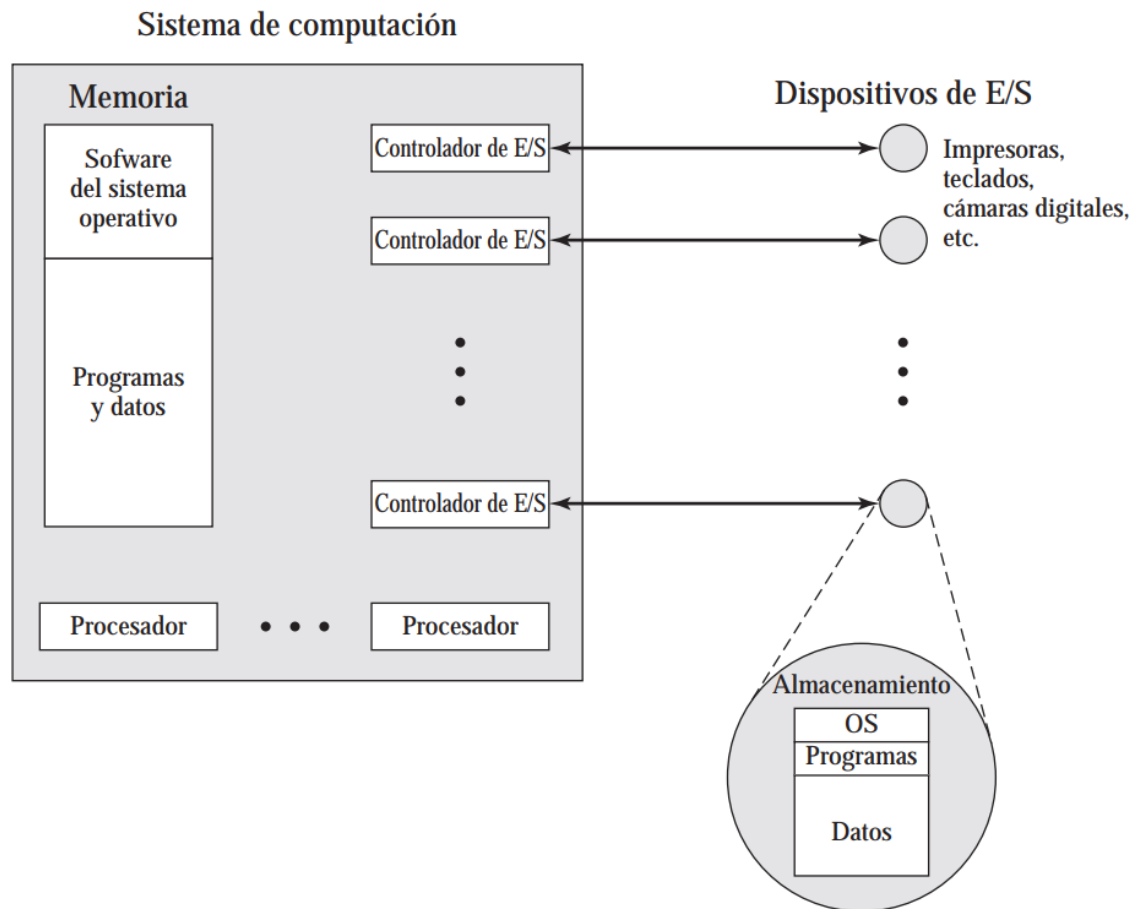 Sistema de computación
Memoria
Sofware
del sistema
operativo
Programas
y datos
Controlador de E/S
Controlador de E/S
Controlador de E/S
Procesador
Procesador
Dispositivos de E/S
Impresoras,
teclados,
cámaras digitales,
etc.
Almacenamiento
OS
Programas
Datos